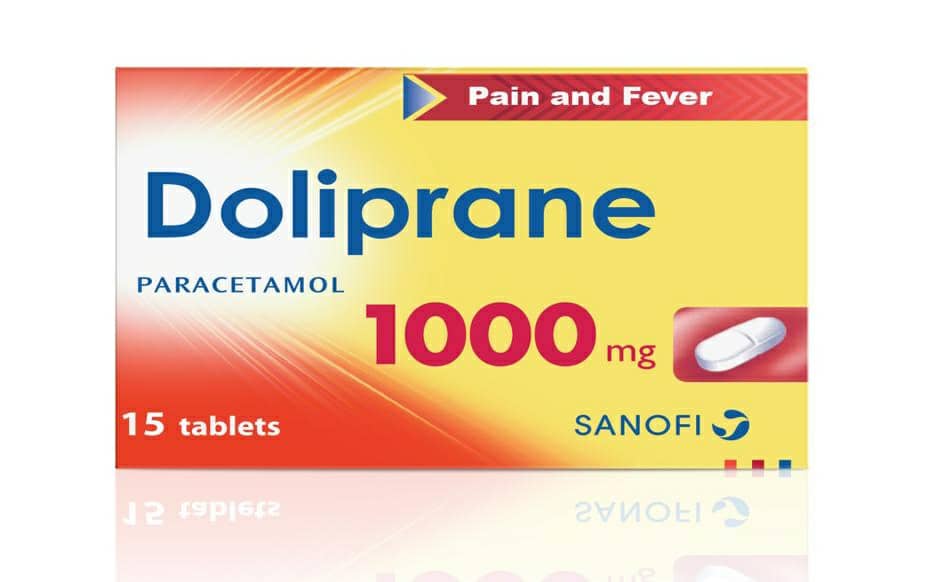 Pain and Fever
Doliprane
PARACETAMOL
1000 mg
15 tablets
SANOFI